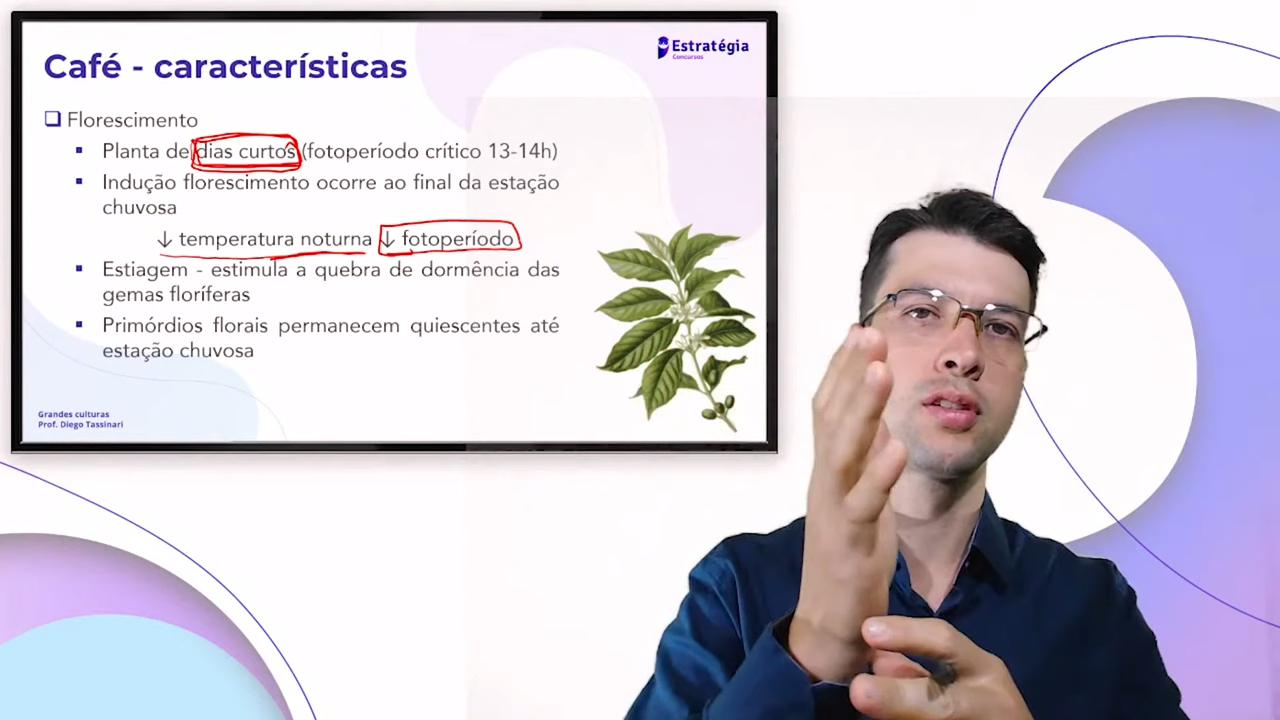 Café - características
Estratégia
Concursos
❑ Florescimento
▪ Planta de dias curtos (fotoperíodo crítico 13-14h)
▪ Indução florescimento ocorre ao final da estação
chuvosa
↓ temperatura noturna ↓ fotoperíodo
▪ Estiagem - estimula a quebra de dormência das
gemas floríferas
▪ Primórdios florais permanecem quiescentes até
estação chuvosa
Grandes culturas
Prof. Diego Tassinari